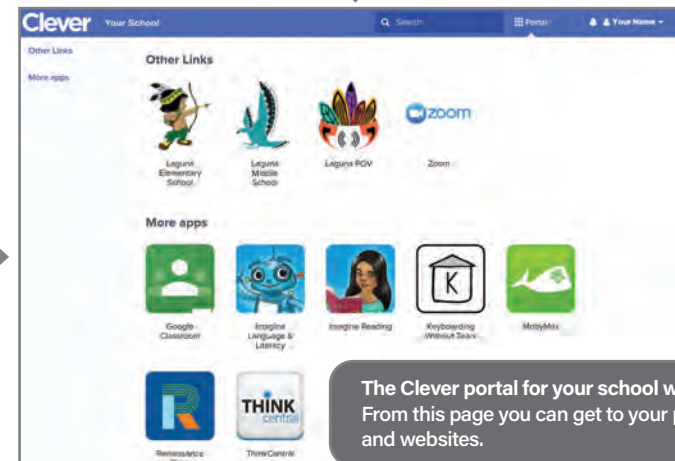 Clever Your School Search Portal Your Name
Other Links
More apps
Other Links
zoom
Laguna Elementary School
Laguna Middle School
Laguna PGV
Zoom
More apps
K
Google Classroom
Imagine Language & Literacy
Imagine Reading
Keyboarding Without Tears
MobyMax
R
THINK central
Renaissance
ThinkCentral
The Clever portal for your school w
From this page you can get to your p
and websites.